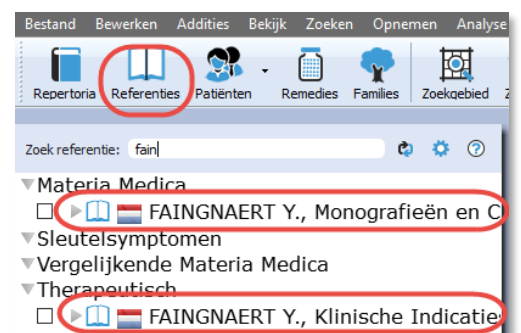 Bestand Bewerken Addities Bekijk Zoeken Opnemen Analyse
Repertoria Referenties Patiënten Remedies Families Zoekgebied
Zoek referentie: fain
Materia Medica
FAINGNAERT Y., Monografieën en
Sleutelsymptomen
Vergelijkende Materia Medica
Therapeutisch
FAINGNAERT Y., Klinische Indicaties